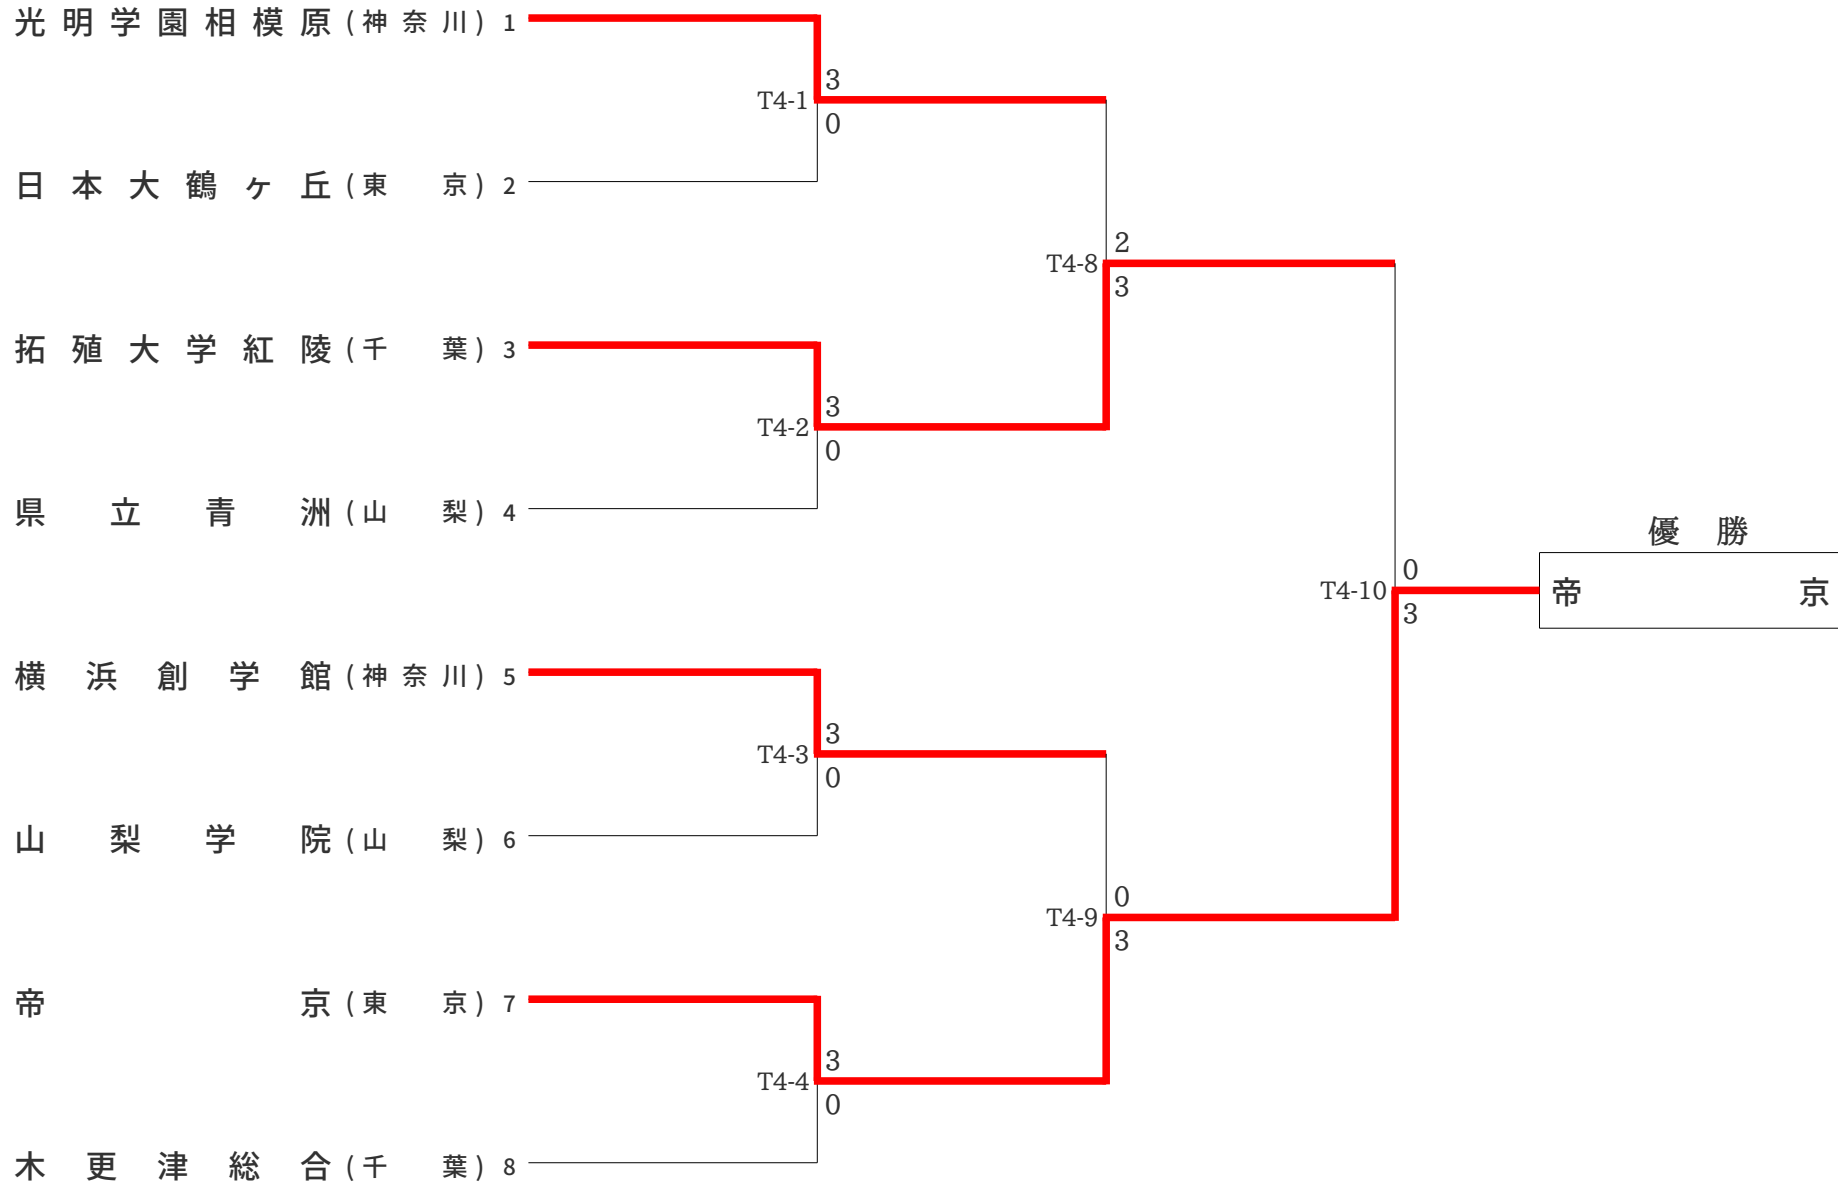 光明学園相模原(神奈川) 1
3
T4-1
0
日本大鶴ヶ丘(東京) 2
2
T4-8
3
拓殖大学紅陵(千葉) 3
3
T4-2
0
県立青洲(山梨) 4
優勝
0
T4-10
帝京
3
横浜創学館(神奈川) 5
3
T4-3
0
山梨学院(山梨) 6
0
T4-9
3
帝京(東京) 7
3
T4-4
0
木更津総合(千葉) 8